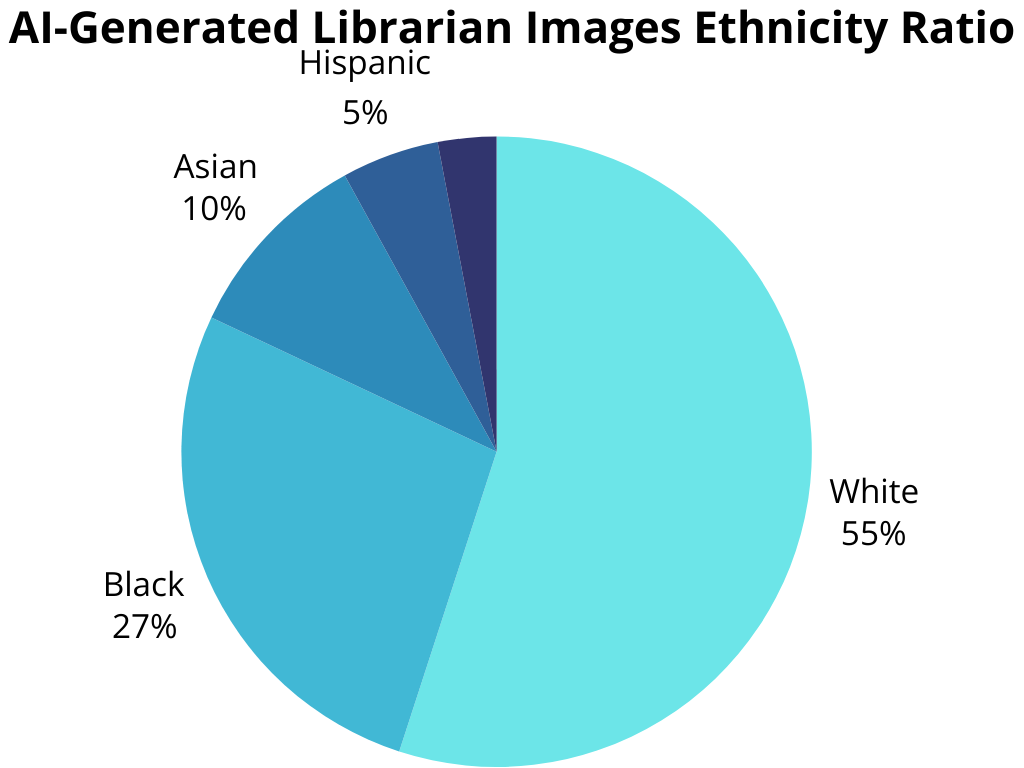 AI-Generated Librarian Images Ethnicity Ratio
Hispanic
5%
Asian
10%
White
55%
Black
27%